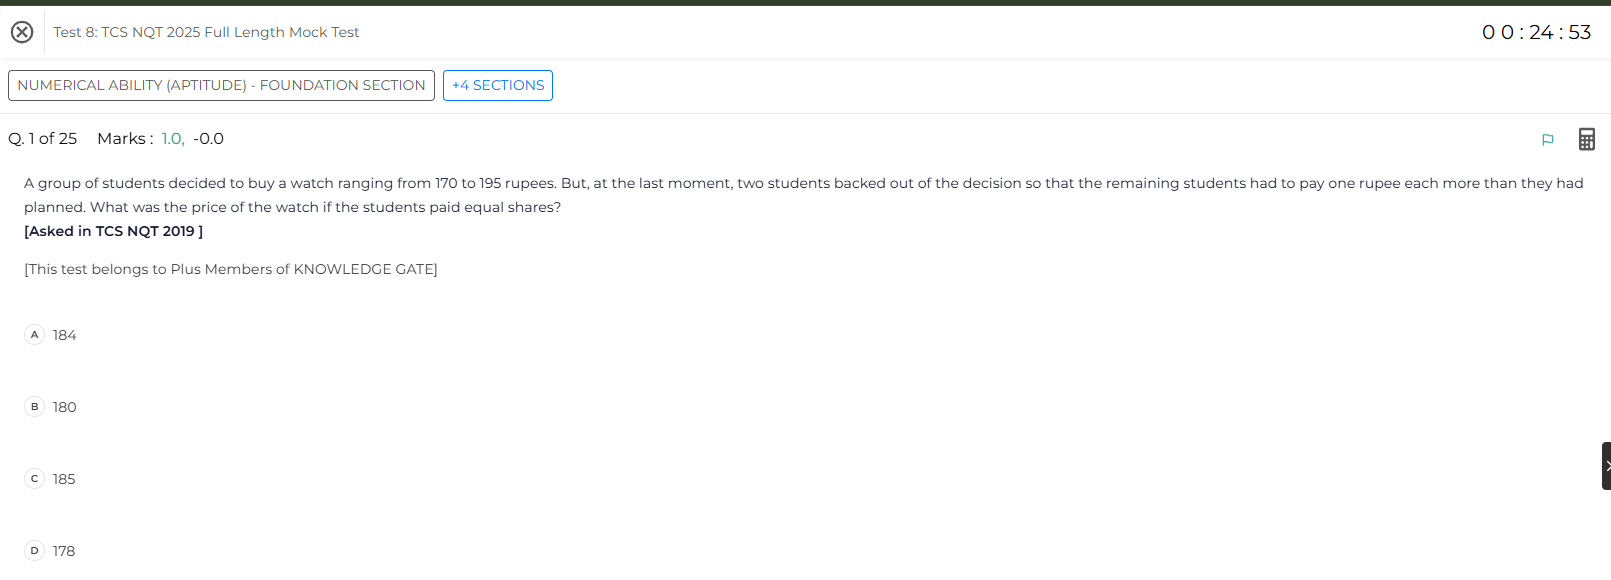 Test 8: TCS NQT 2025 Full Length Mock Test
0 0 : 24 : 53
NUMERICAL ABILITY (APTITUDE) - FOUNDATION SECTION
+4 SECTIONS
Q. 1 of 25 Marks : 1.0, -0.0
A group of students decided to buy a watch ranging from 170 to 195 rupees. But, at the last moment, two students backed out of the decision so that the remaining students had to pay one rupee each more than they had
planned. What was the price of the watch if the students paid equal shares?
[Asked in TCS NQT 2019 ]
[This test belongs to Plus Members of KNOWLEDGE GATE]
A 184
B 180
C 185
D 178